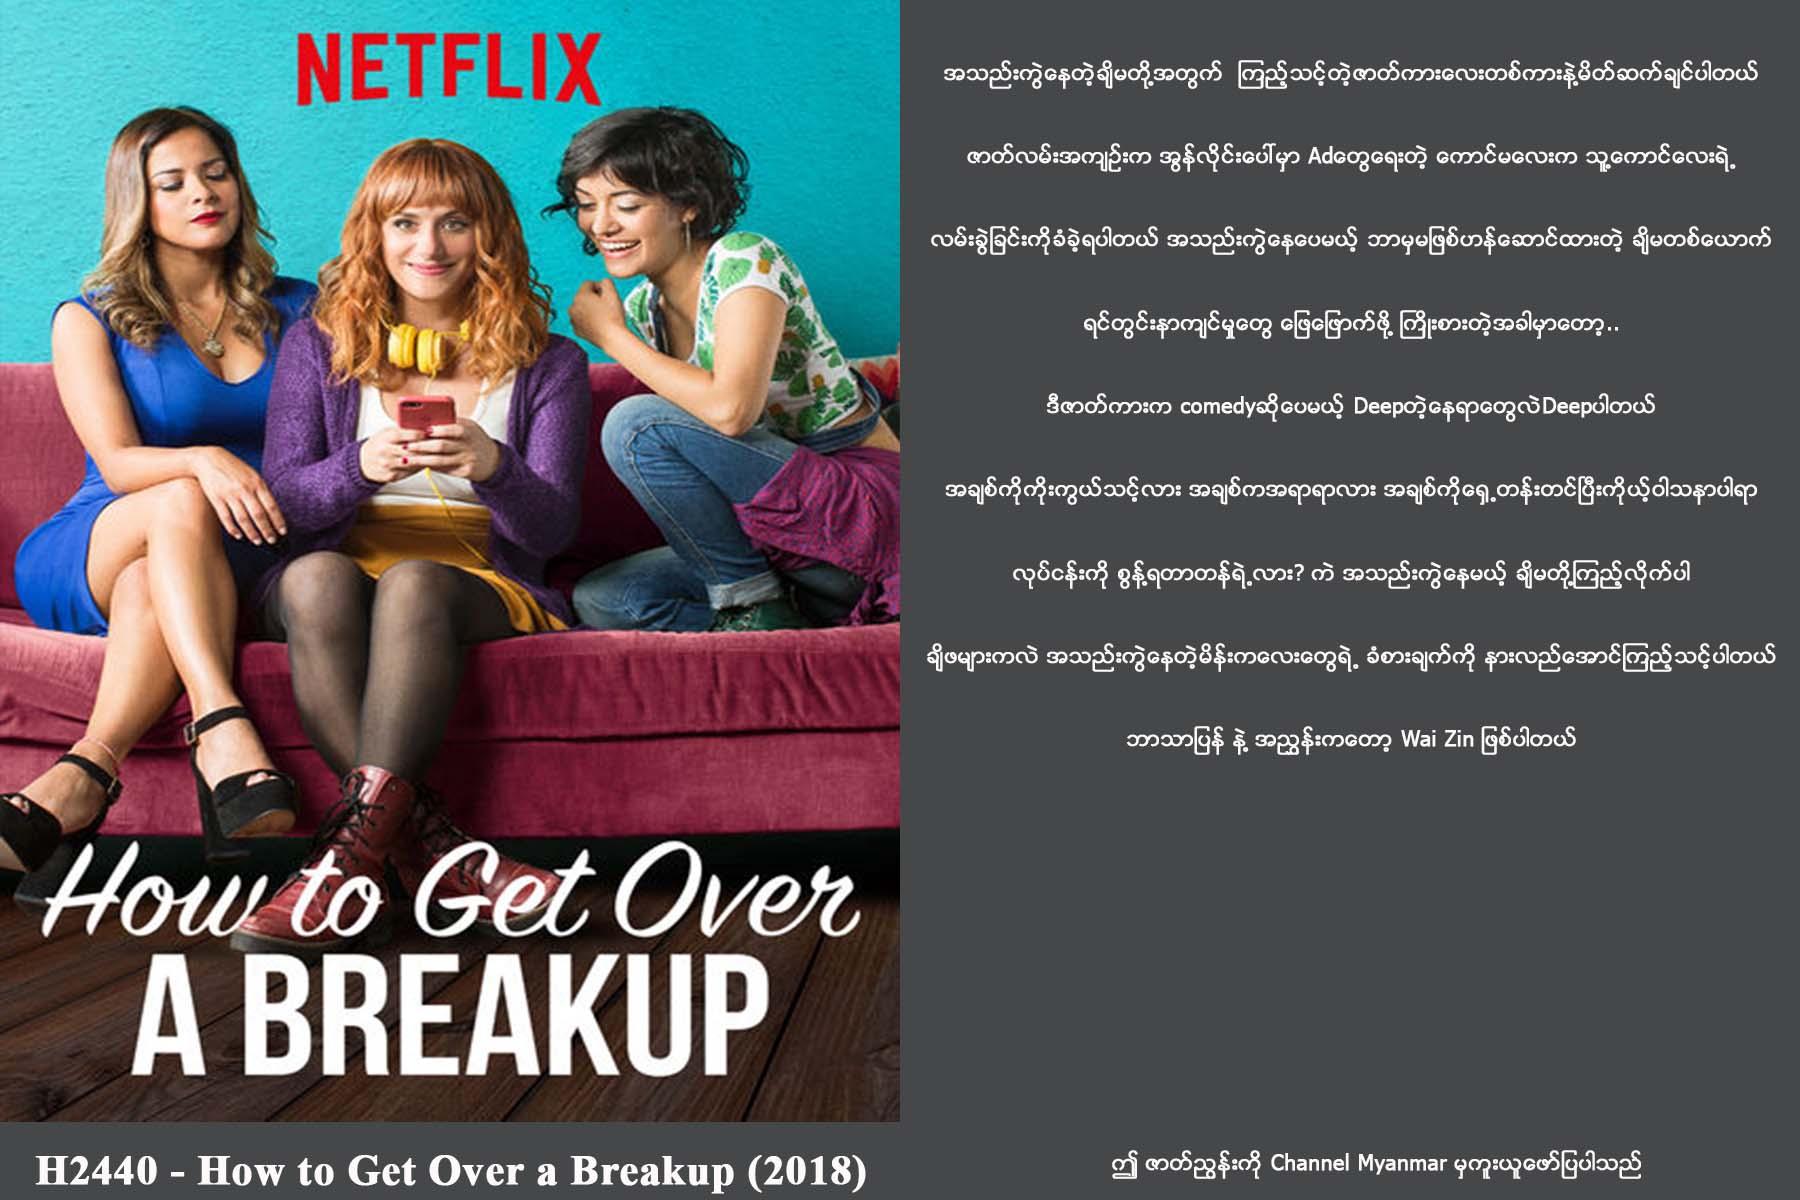 NETFLIX
How to Get Over
A BREAKUP
H2440 - How to Get Over a Breakup (2018)
အသည်းကွဲနေတဲ့ချိမတို့အတွက် ကြည့်သင့်တဲ့ဇာတ်ကားလေးတစ်ကားနဲ့မိတ်ဆက်ချင်ပါတယ်
ဇာတ်လမ်းအကျဉ်းက အွန်လိုင်းပေါ်မှာ Adတွေရေးတဲ့ ကောင်မလေးက သူ့ကောင်လေးရဲ့
လမ်းခွဲခြင်းကိုခံခဲ့ရပါတယ် အသည်းကွဲနေပေမယ့် ဘာမှမဖြစ်ဟန်ဆောင်ထားတဲ့ ချိမတစ်ယောက်
ရင်တွင်းနာကျင်မှုတွေ ဖြေဖြောက်ဖို့ ကြိုးစားတဲ့အခါမှာတော့..
ဒီဇာတ်ကားက comedyဆိုပေမယ့် Deepတဲ့နေရာတွေလဲDeepပါတယ်
အချစ်ကိုကိုးကွယ်သင့်လား အချစ်ကအရာရာလား အချစ်ကိုရှေ့တန်းတင်ပြီးကိုယ့်ဝါသနာပါရာ
လုပ်ငန်းကို စွန့်ရတာတန်ရဲ့လား? ကဲ အသည်းကွဲနေမယ့် ချိမတို့ကြည့်လိုက်ပါ
ချိဖများကလဲ အသည်းကွဲနေတဲ့မိန်းကလေးတွေရဲ့ ခံစားချက်ကို နားလည်အောင်ကြည့်သင့်ပါတယ်
ဘာသာပြန် နဲ့ အညွှန်းကတော့ Wai Zin ဖြစ်ပါတယ်
ဤ ဇာတ်ညွှန်းကို Channel Myanmar မှကူးယူဖော်ပြပါသည်